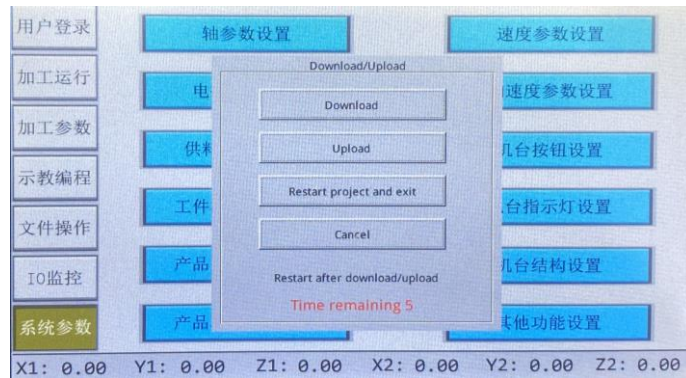 用户登录
加工运行
加工参数
示教编程
文件操作
IO监控
系统参数
轴参数设置
速度参数设置
电
速度参数设置
供料
机台按钮设置
工件
台指示灯设置
产品
机台结构设置
产品
其他功能设置
Download/Upload
Download
Upload
Restart project and exit
Cancel
Restart after download/upload
Time remaining 5
X1: 0.00 Y1: 0.00 Z1: 0.00 X2: 0.00 Y2: 0.00 Z2: 0.00